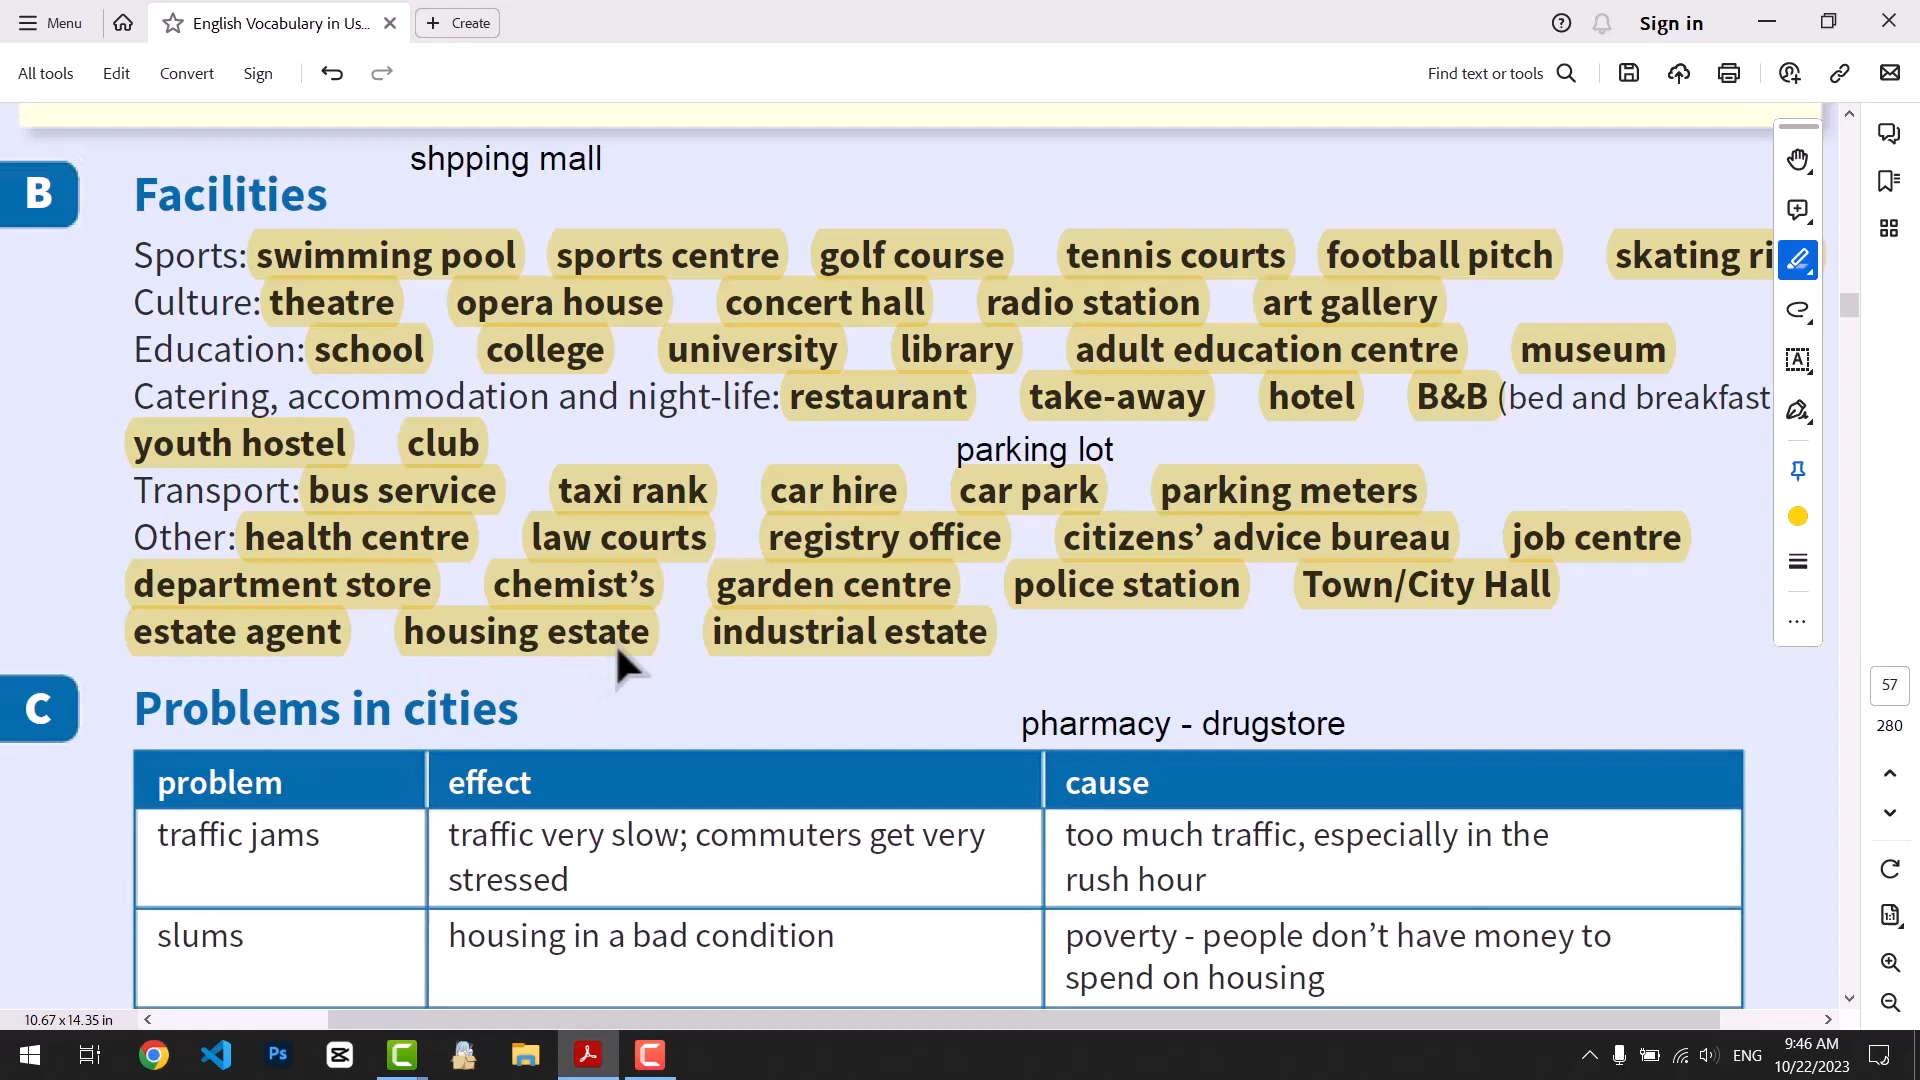 Menu
English Vocabulary in Us...
Create
Sign in
All tools
Edit
Convert
Sign
Find text or tools
shpping mall
B
Facilities
Sports: swimming pool sports centre golf course tennis courts football pitch skating ri
Culture: theatre opera house concert hall radio station art gallery
Education: school college university library adult education centre museum
Catering, accommodation and night-life: restaurant take-away hotel B&B (bed and breakfast
youth hostel club
parking lot
Transport: bus service taxi rank car hire car park parking meters
Other: health centre law courts registry office citizens' advice bureau job centre
department store chemist's garden centre police station Town/City Hall
estate agent housing estate industrial estate
C
Problems in cities
pharmacy - drugstore
problem effect cause
traffic jams
traffic very slow; commuters get very
stressed
too much traffic, especially in the
rush hour
slums
housing in a bad condition
poverty - people don't have money to
spend on housing
57
280
10.67 x 14.35 in
Ps
ENG
9:46 AM
10/22/2023